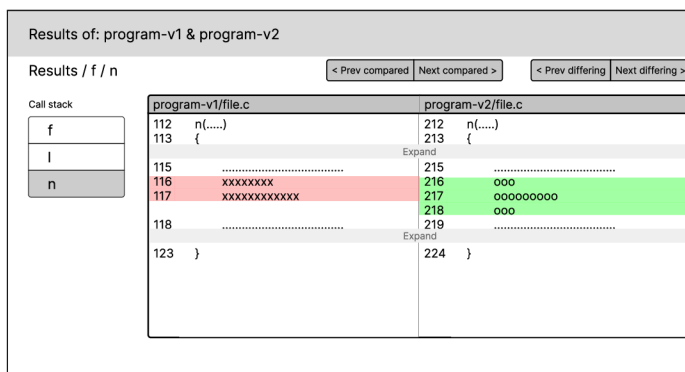 Results of: program-v1 & program-v2
Results / f / n
< Prev compared Next compared >
< Prev differing Next differing >
Call stack
f
l
n
program-v1/file.c program-v2/file.c
112 n(.....) 212 n(.....)
113 { 213 {
Expand
115 ................................... 215 ...................................
116 xxxxxxxx 216 ooo
117 xxxxxxxxxxxx 217 ooooooooo
218 ooo
118 ................................... 219 ...................................
Expand
123 } 224 }